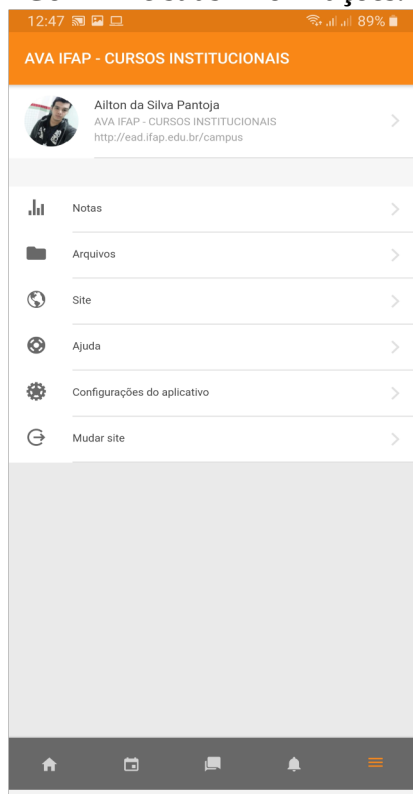 12:47 89%
AVA IFAP - CURSOS INSTITUCIONAIS
Ailton da Silva Pantoja
AVA IFAP - CURSOS INSTITUCIONAIS
http://ead.ifap.edu.br/campus
Notas
Arquivos
Site
Ajuda
Configurações do aplicativo
Mudar site